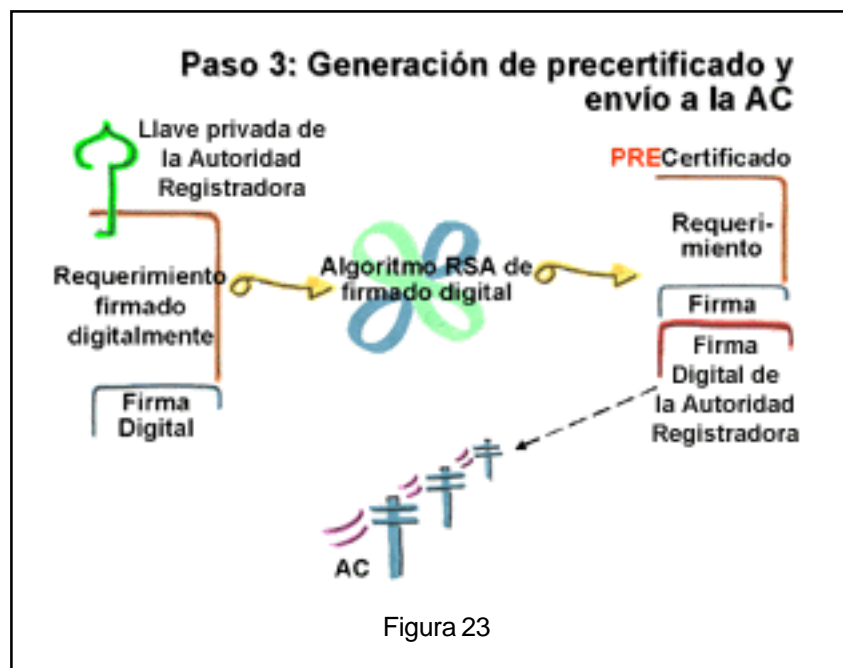 Paso 3: Generación de precertificado y
envío a la AC
Llave privada de
la Autoridad
Registradora
Requerimiento
firmado
digitalmente
Firma
Digital
Algoritmo RSA de
firmado digital
PRECertificado
Requeri-
miento
Firma
Firma
Digital de
la Autoridad
Registradora
AC
Figura 23